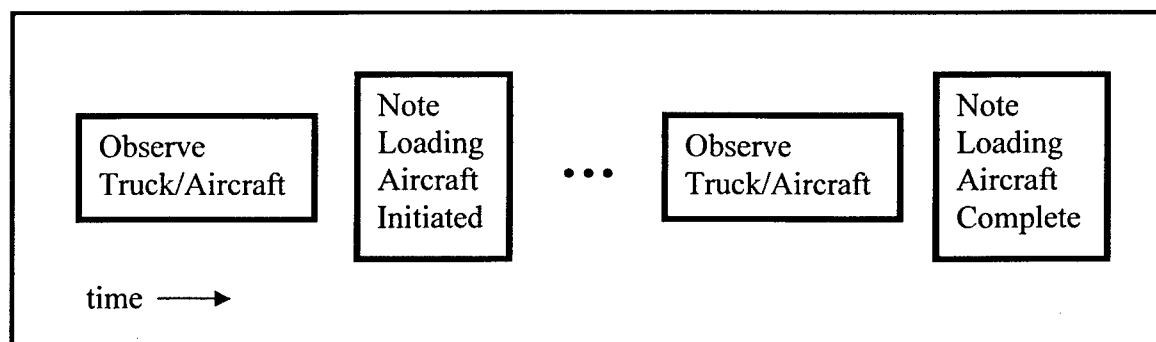 Observe
Truck/Aircraft
Note
Loading
Aircraft
Initiated
•••
Observe
Truck/Aircraft
Note
Loading
Aircraft
Complete
time